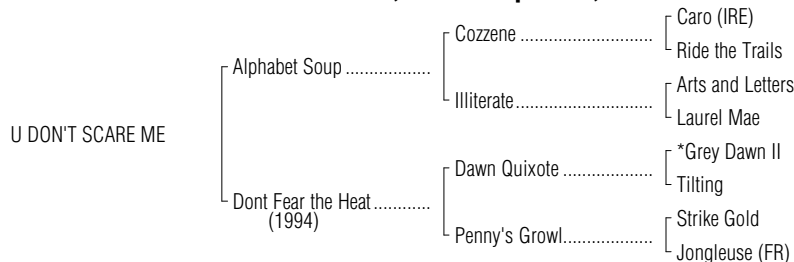 Caro (IRE)
Cozzene ....................
Ride the Trails
Alphabet Soup ..................
Arts and Letters
Illiterate.........................
Laurel Mae
U DON'T SCARE ME
*Grey Dawn II
Dawn Quixote .................
Tilting
Dont Fear the Heat............
(1994)
Strike Gold
Penny's Growl.................
Jongleuse (FR)